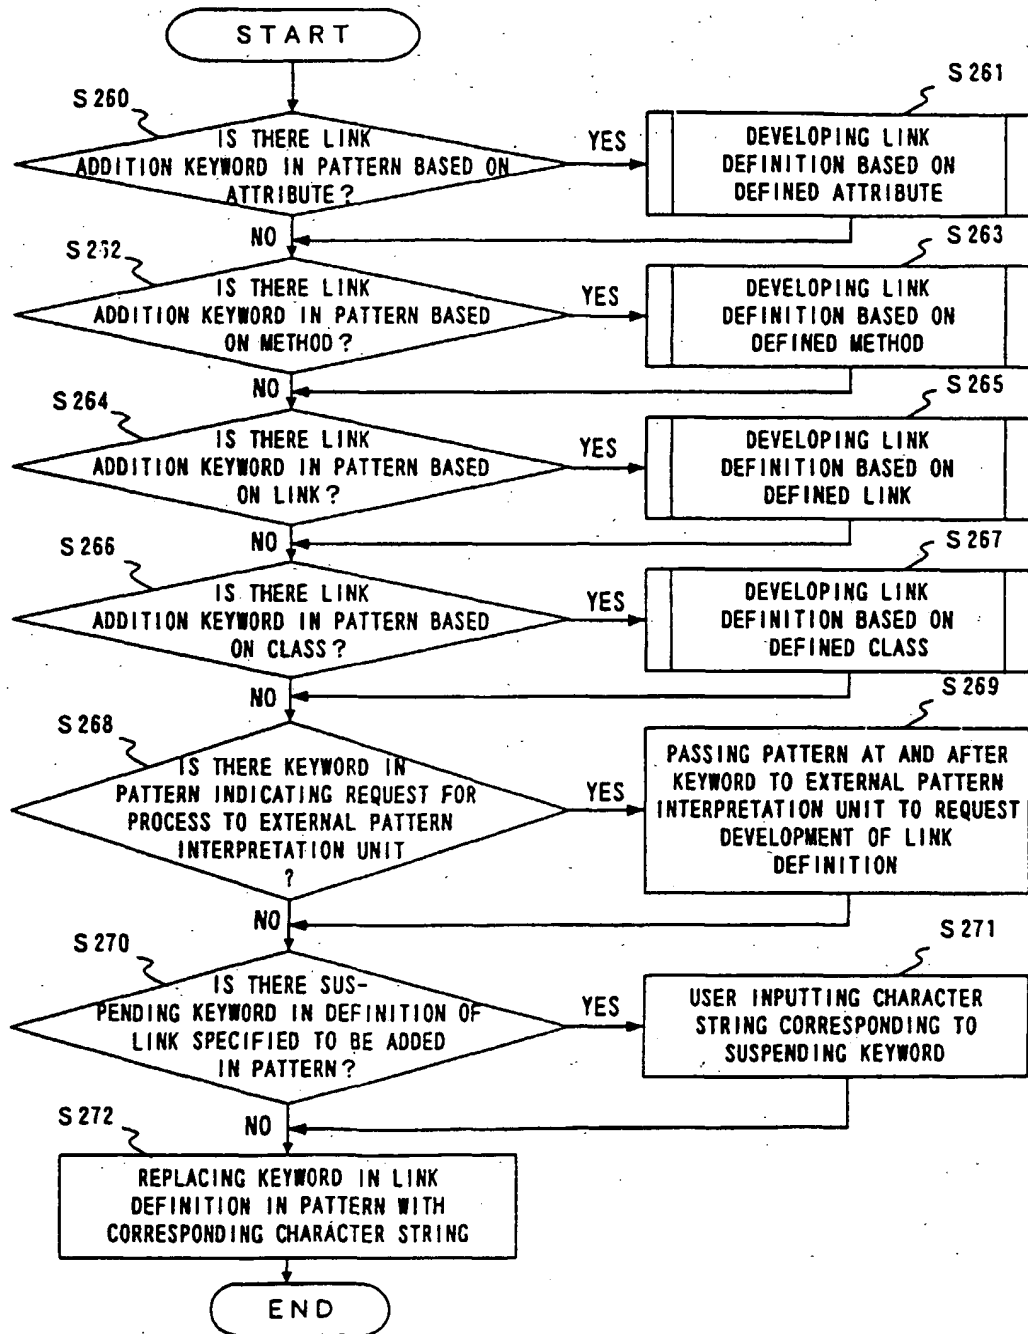 START
S260
IS THERE LINK
ADDITION KEYWORD IN PATTERN BASED ON
ATTRIBUTE?
YES
S261
DEVELOPING LINK
DEFINITION BASED ON
DEFINED ATTRIBUTE
NO
S262
IS THERE LINK
ADDITION KEYWORD IN PATTERN BASED
ON METHOD?
YES
S263
DEVELOPING LINK
DEFINITION BASED ON
DEFINED METHOD
NO
S264
IS THERE LINK
ADDITION KEYWORD IN PATTERN BASED
ON LINK?
YES
S265
DEVELOPING LINK
DEFINITION BASED ON
DEFINED LINK
NO
S266
IS THERE LINK
ADDITION KEYWORD IN PATTERN BASED
ON CLASS?
YES
S267
DEVELOPING LINK
DEFINITION BASED ON
DEFINED CLASS
NO
S268
IS THERE KEYWORD IN
PATTERN INDICATING REQUEST FOR
PROCESS TO EXTERNAL PATTERN
INTERPRETATION UNIT
?
YES
S269
PASSING PATTERN AT AND AFTER
KEYWORD TO EXTERNAL PATTERN
INTERPRETATION UNIT TO REQUEST
DEVELOPMENT OF LINK
DEFINITION
NO
S270
IS THERE SUS-
PENDING KEYWORD IN DEFINITION OF
LINK SPECIFIED TO BE ADDED
IN PATTERN?
YES
S271
USER INPUTTING CHARACTER
STRING CORRESPONDING TO
SUSPENDING KEYWORD
NO
S272
REPLACING KEYWORD IN LINK
DEFINITION IN PATTERN WITH
CORRESPONDING CHARACTER STRING
END